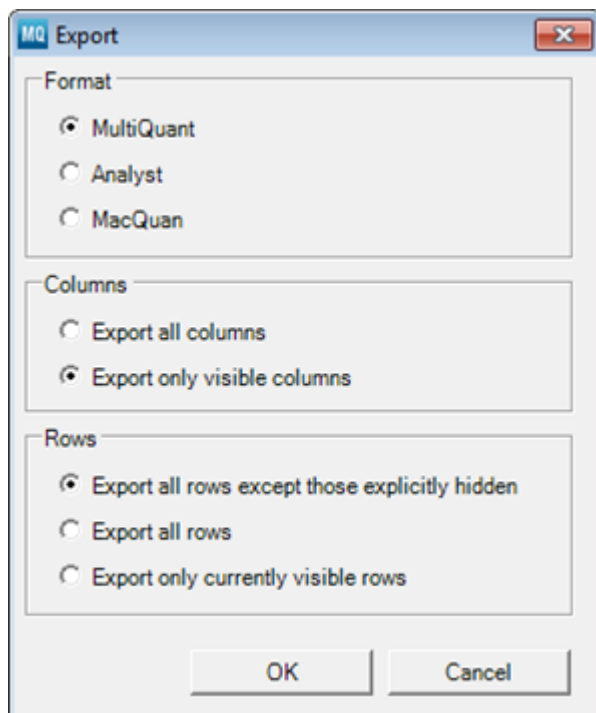 MQ Export
Format
MultiQuant
Analyst
MacQuan
Columns
Export all columns
Export only visible columns
Rows
Export all rows except those explicitly hidden
Export all rows
Export only currently visible rows
OK Cancel